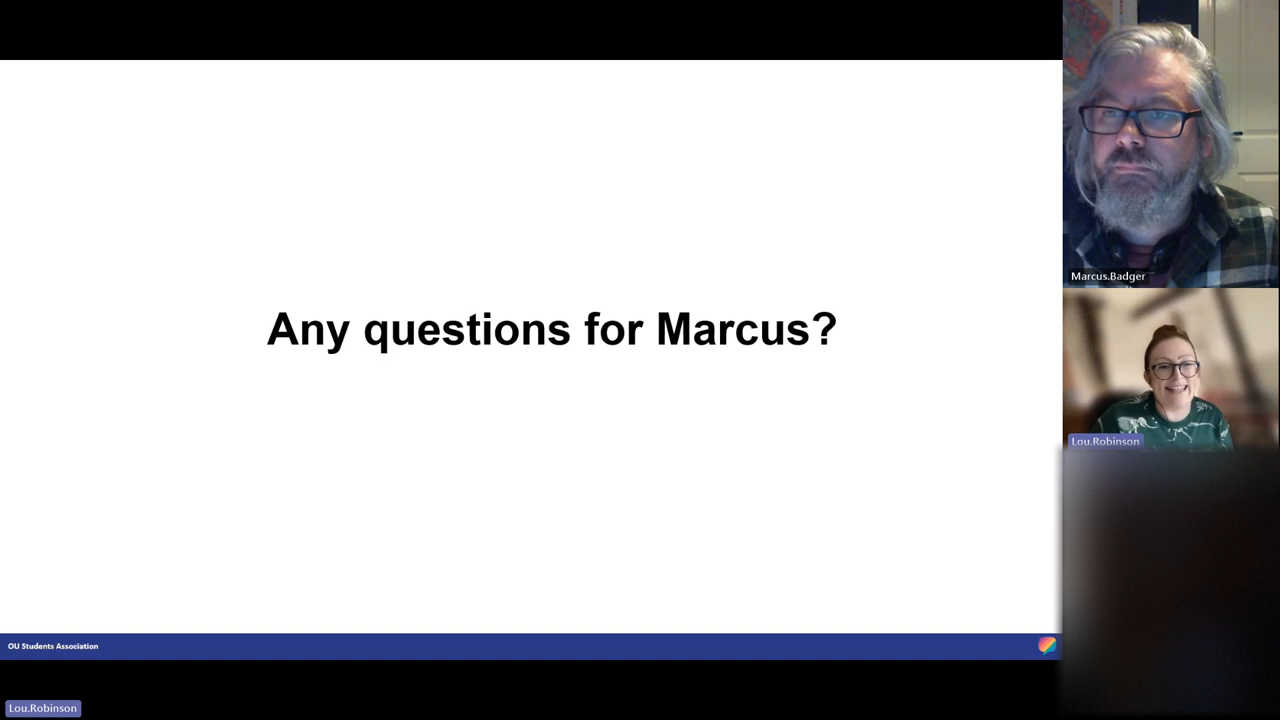 Marcus.Badger
Any questions for Marcus?
Lou.Robinson
OU Students Association
Lou.Robinson